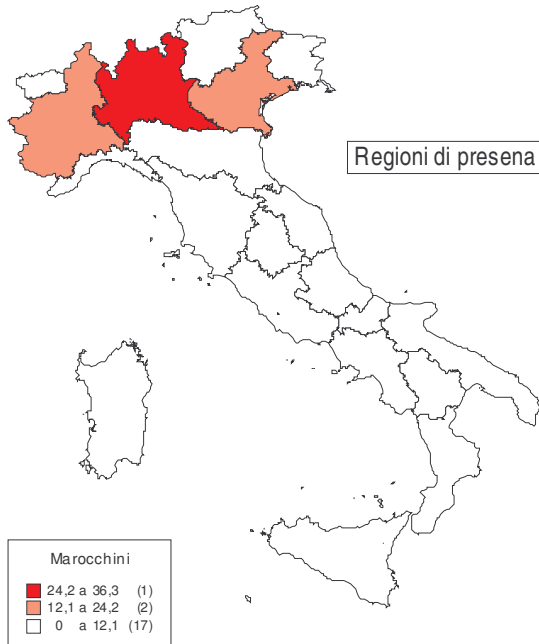 Regioni di presena
Marocchini
24,2 a 36,3 (1)
12,1 a 24,2 (2)
0 a 12,1 (17)